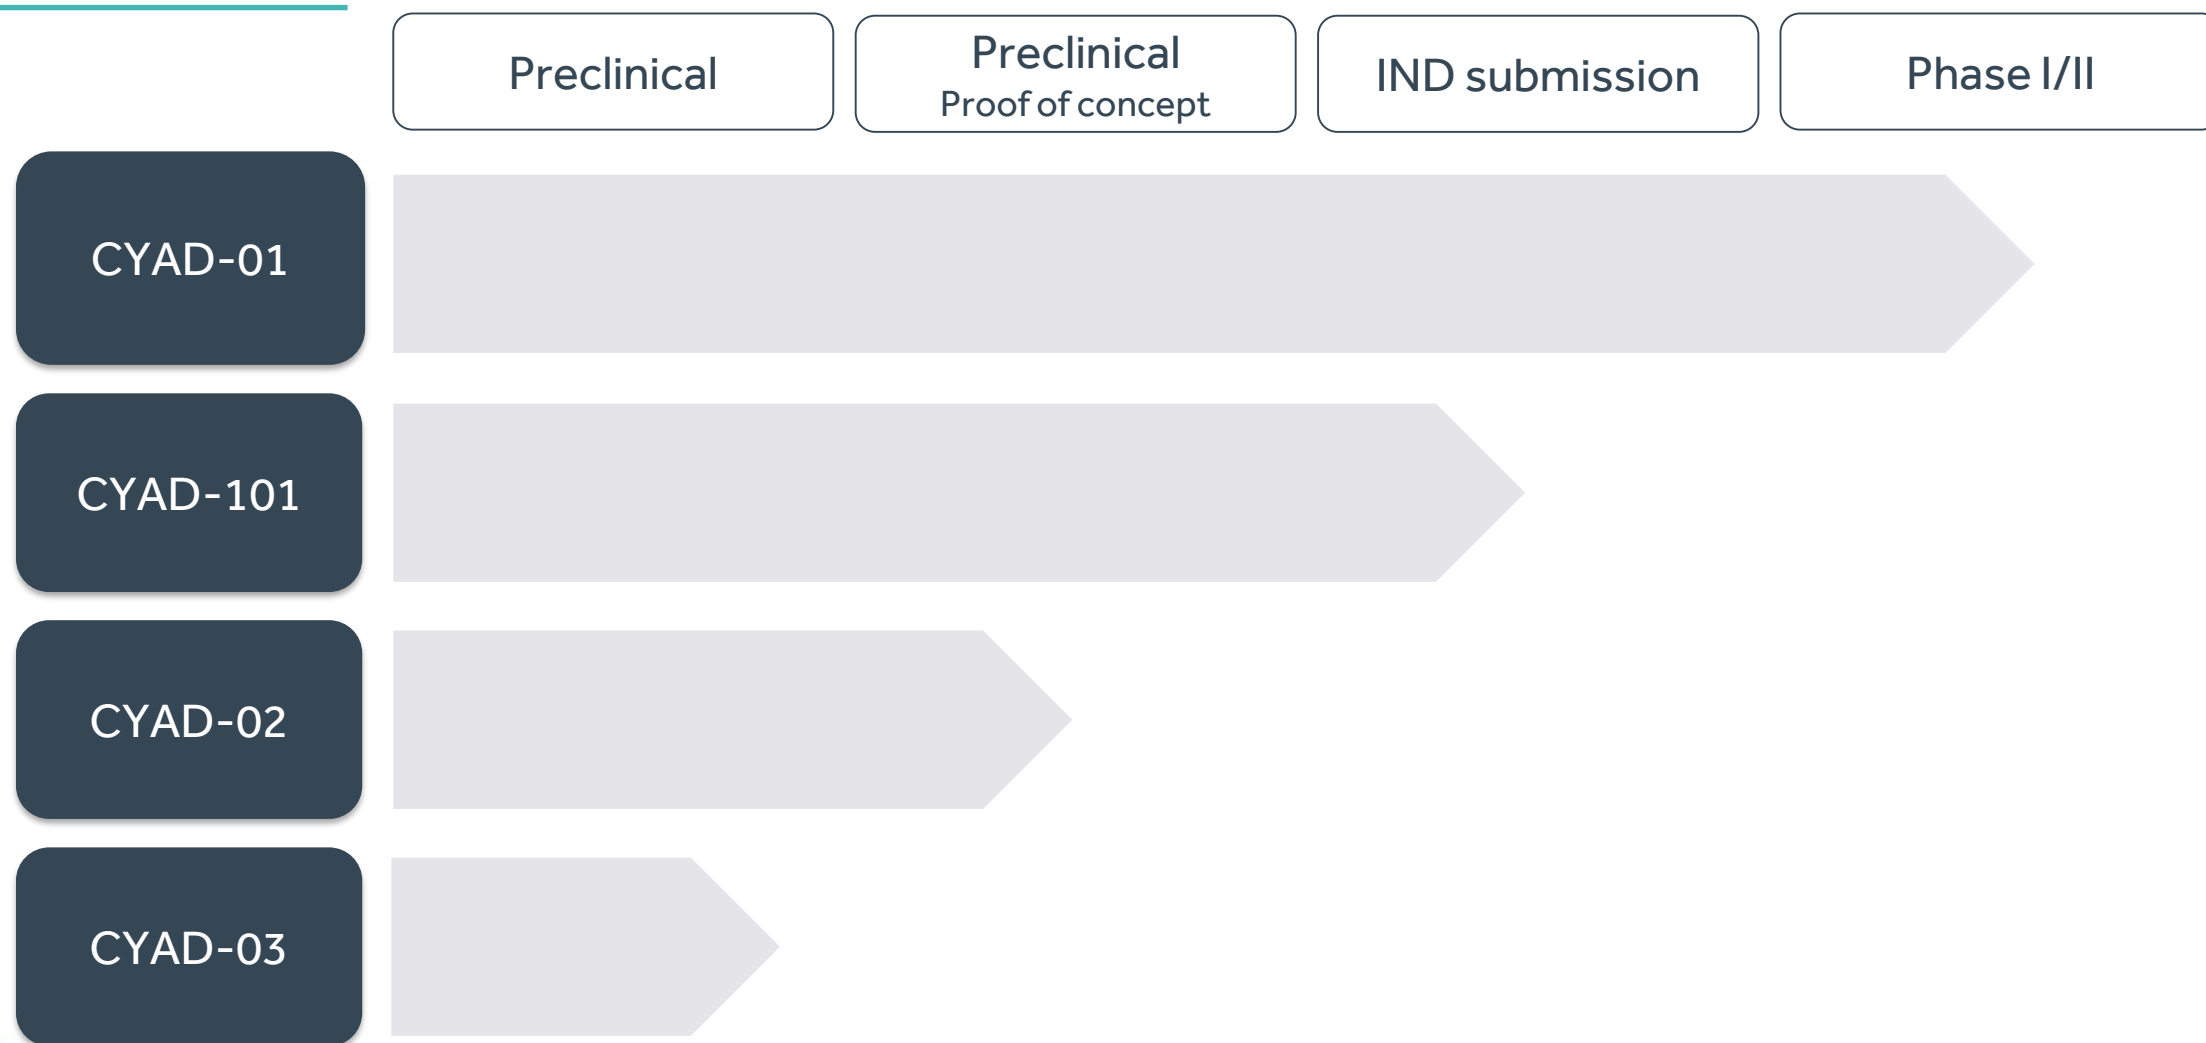 Preclinical
Preclinical
Proof of concept
IND submission
Phase I/II
CYAD-01
CYAD-101
CYAD-02
CYAD-03